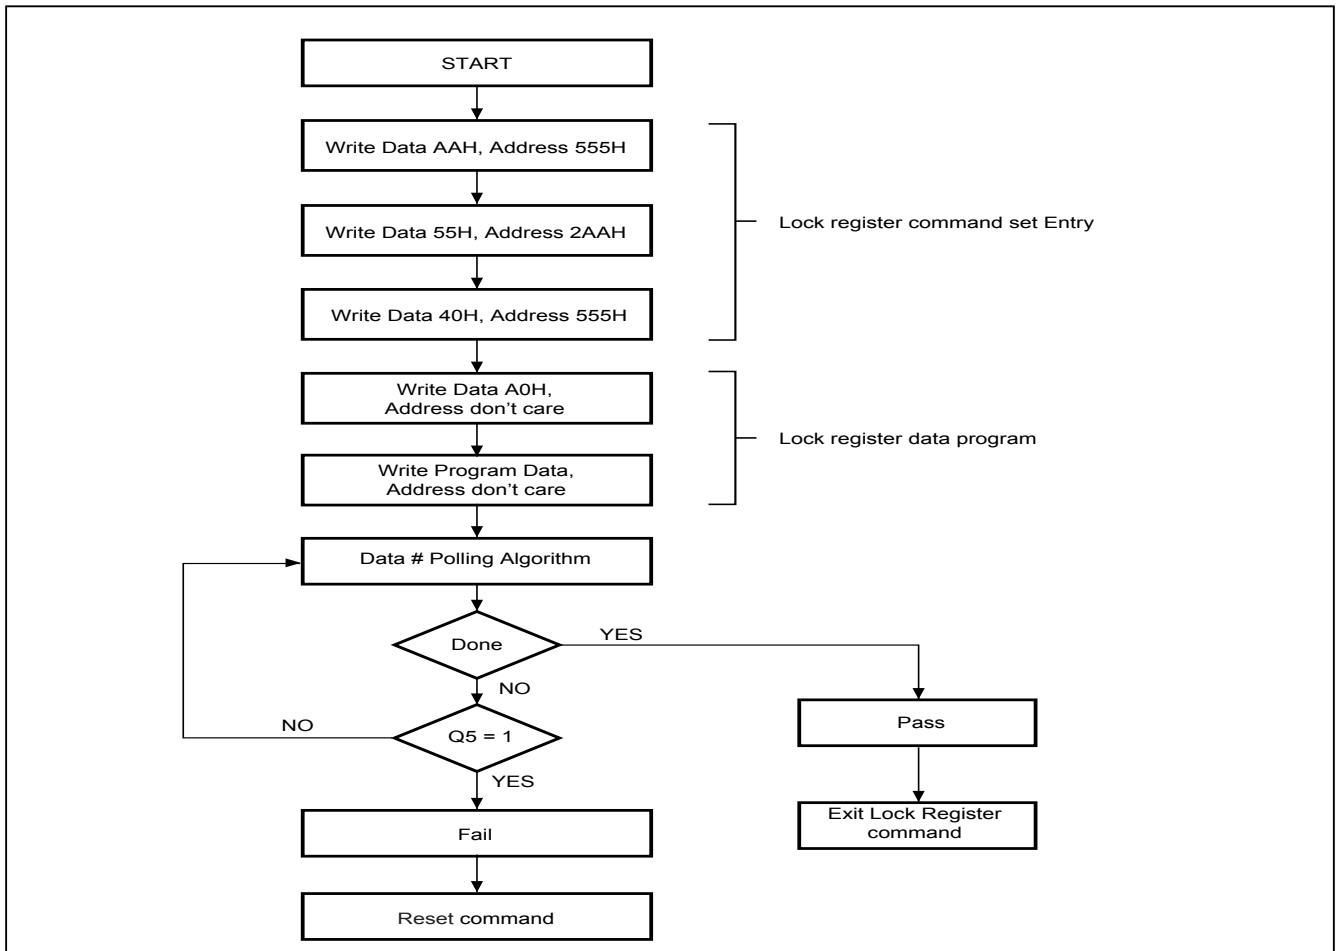 START
Write Data AAH, Address 555H
Write Data 55H, Address 2AAH
Lock register command set Entry
Write Data 40H, Address 555H
Write Data A0H,
Address don't care
Lock register data program
Write Program Data,
Address don't care
Data # Polling Algorithm
Done
YES
NO
Q5 = 1
NO
YES
Pass
Fail
Exit Lock Register
command
Reset command